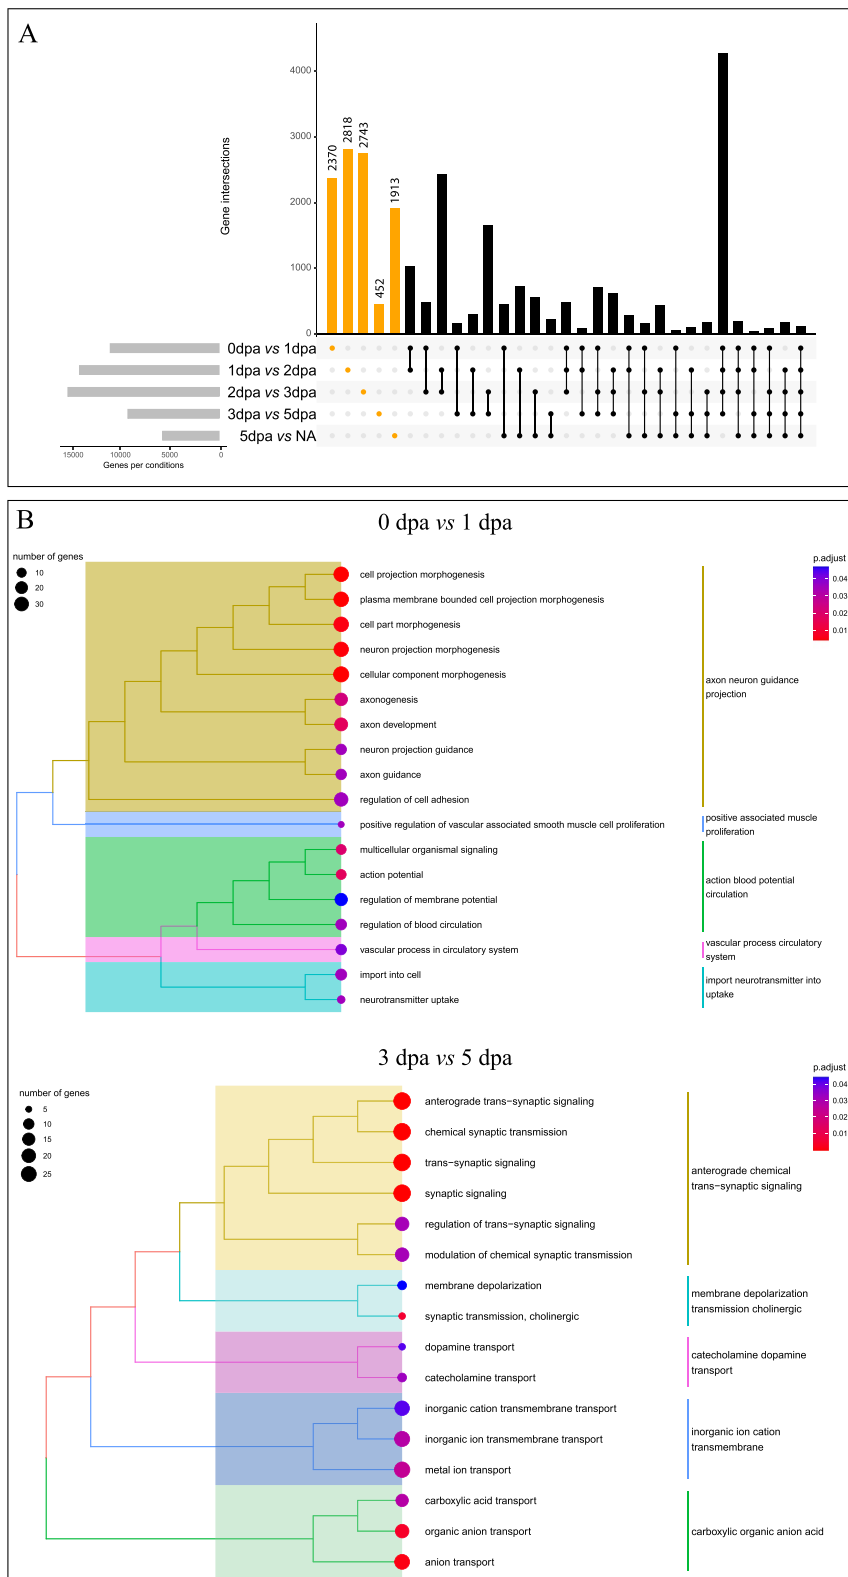 A
Gene intersections
4000
3000
2000
1000
0
2370
2818
2743
452
1913
0dpa vs 1dpa
1dpa vs 2dpa
2dpa vs 3dpa
3dpa vs 5dpa
5dpa vs NA
15000 10000 5000 0
Genes per conditions
B
0 dpa vs 1 dpa
number of genes
10
20
30
p.adjust
0.04
0.03
0.02
0.01
cell projection morphogenesis
plasma membrane bounded cell projection morphogenesis
cell part morphogenesis
neuron projection morphogenesis
cellular component morphogenesis
axonogenesis
axon development
neuron projection guidance
axon guidance
regulation of cell adhesion
positive regulation of vascular associated smooth muscle cell proliferation
multicellular organismal signaling
action potential
regulation of membrane potential
regulation of blood circulation
vascular process in circulatory system
import into cell
neurotransmitter uptake
axon neuron guidance
projection
positive associated muscle
proliferation
action blood potential
circulation
vascular process circulatory
system
import neurotransmitter into
uptake
3 dpa vs 5 dpa
number of genes
5
10
15
20
25
p.adjust
0.04
0.03
0.02
0.01
anterograde trans−synaptic signaling
chemical synaptic transmission
trans−synaptic signaling
synaptic signaling
regulation of trans−synaptic signaling
modulation of chemical synaptic transmission
membrane depolarization
synaptic transmission, cholinergic
dopamine transport
catecholamine transport
inorganic cation transmembrane transport
inorganic ion transmembrane transport
metal ion transport
carboxylic acid transport
organic anion transport
anion transport
anterograde chemical
trans−synaptic signaling
membrane depolarization
transmission cholinergic
catecholamine dopamine
transport
inorganic ion cation
transmembrane
carboxylic organic anion acid